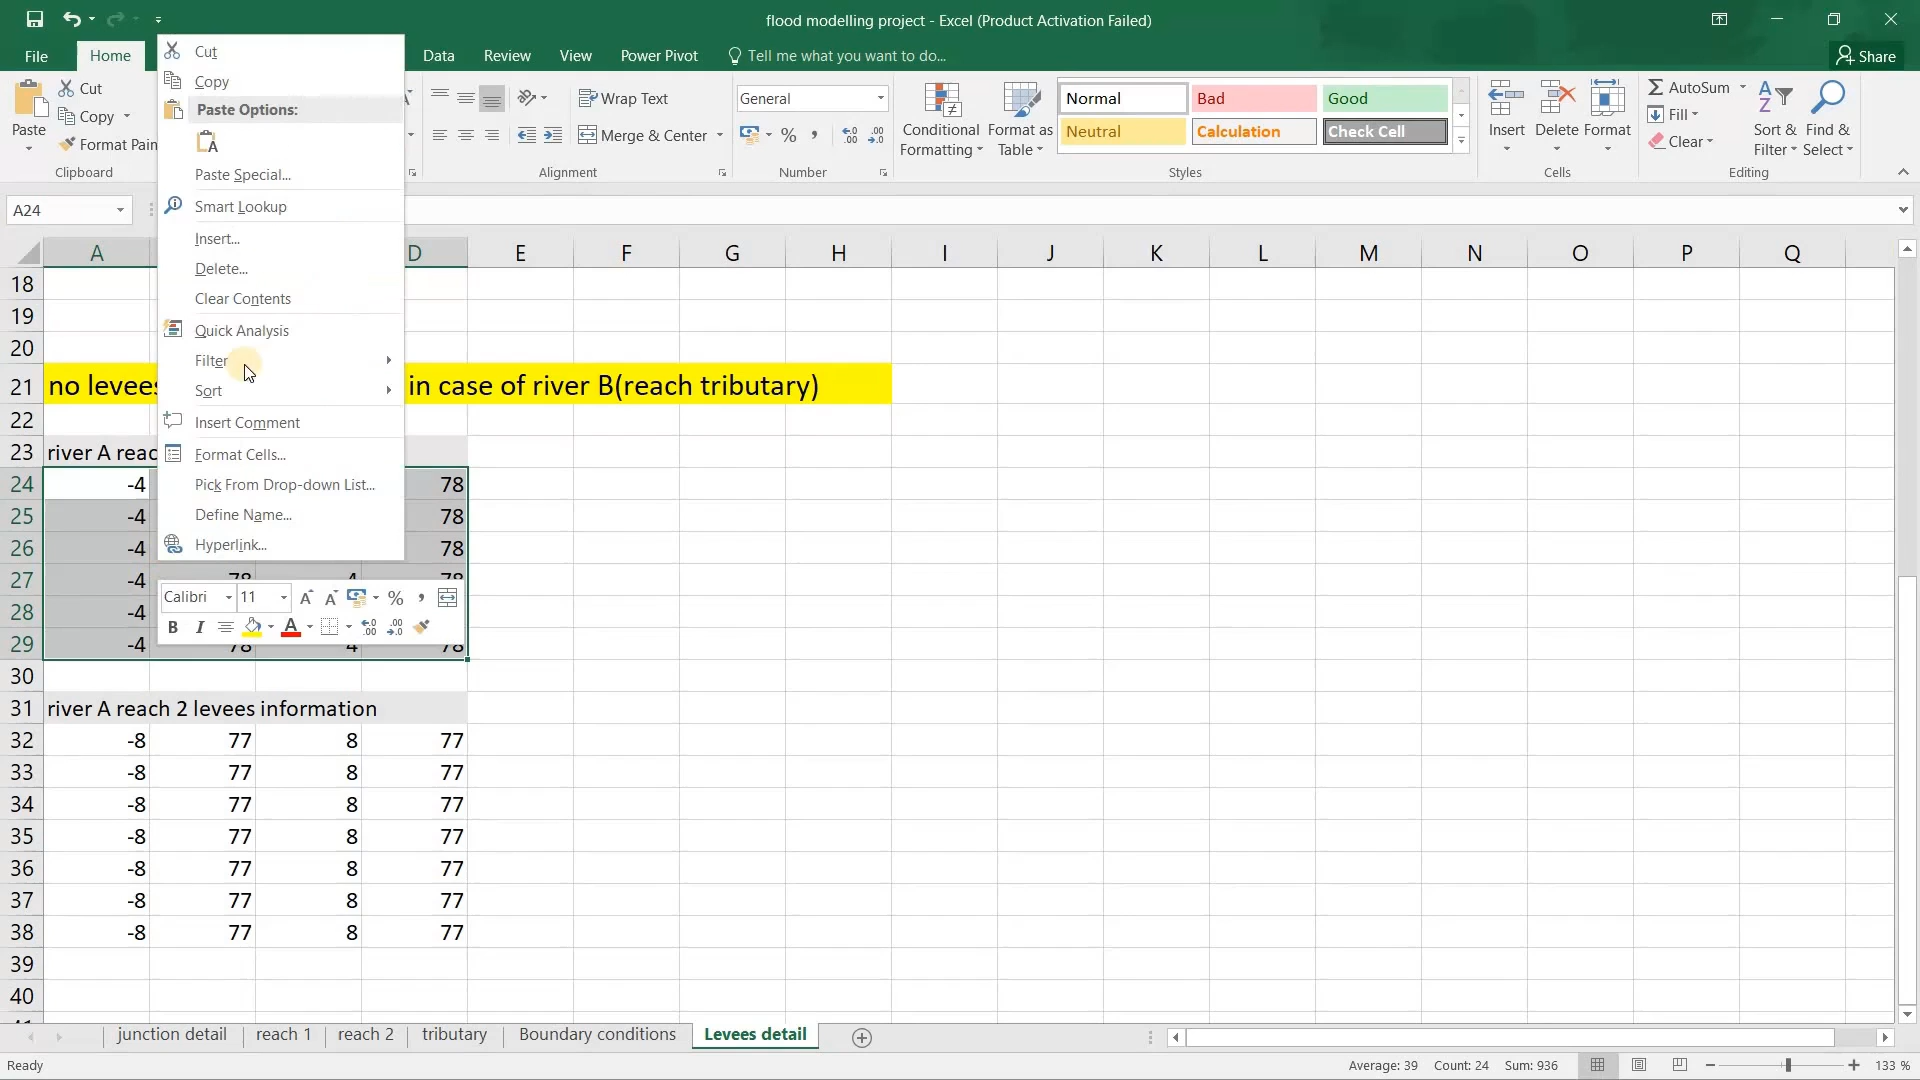 flood modelling project - Excel (Product Activation Failed)
File
Home
Data
Review
View
Power Pivot
Tell me what you want to do...
Share
Paste
Cut
Copy
Format Pain
Clipboard
Wrap Text
Merge & Center
Alignment
General
%
,
Number
Conditional Formatting
Format as Table
Normal
Bad
Good
Neutral
Calculation
Check Cell
Styles
Insert
Delete
Format
Cells
AutoSum
Fill
Clear
Sort & Filter
Find & Select
Editing
A24
Cut
Copy
Paste Options:
Paste Special...
Smart Lookup
Insert...
Delete...
Clear Contents
Quick Analysis
Filter
Sort
Insert Comment
Format Cells...
Pick From Drop-down List...
Define Name...
Hyperlink...
Calibri 11 A A % ,
B I A
A D E F G H I J K L M N O P Q
18
19
20
21 no levees in case of river B(reach tributary)
22
23 river A reac
24 -4 78
25 -4 78
26 -4 78
27 -4 78 4 78
28 -4
29 -4 78 4 78
30
31 river A reach 2 levees information
32 -8 77 8 77
33 -8 77 8 77
34 -8 77 8 77
35 -8 77 8 77
36 -8 77 8 77
37 -8 77 8 77
38 -8 77 8 77
39
40
junction detail reach 1 reach 2 tributary Boundary conditions Levees detail
Ready Average: 39 Count: 24 Sum: 936 133 %